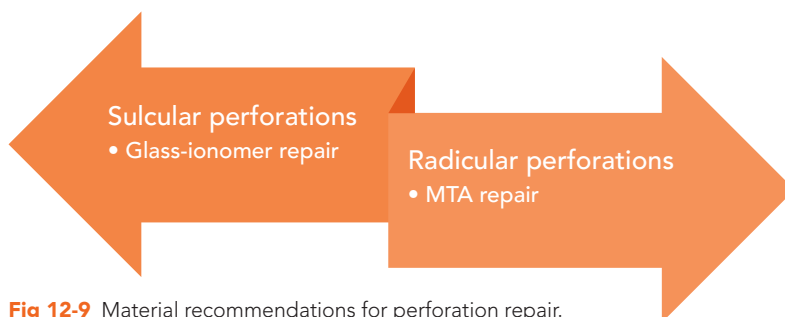 Sulcular perforations
• Glass-ionomer repair
Radicular perforations
• MTA repair
Fig 12-9 Material recommendations for perforation repair.